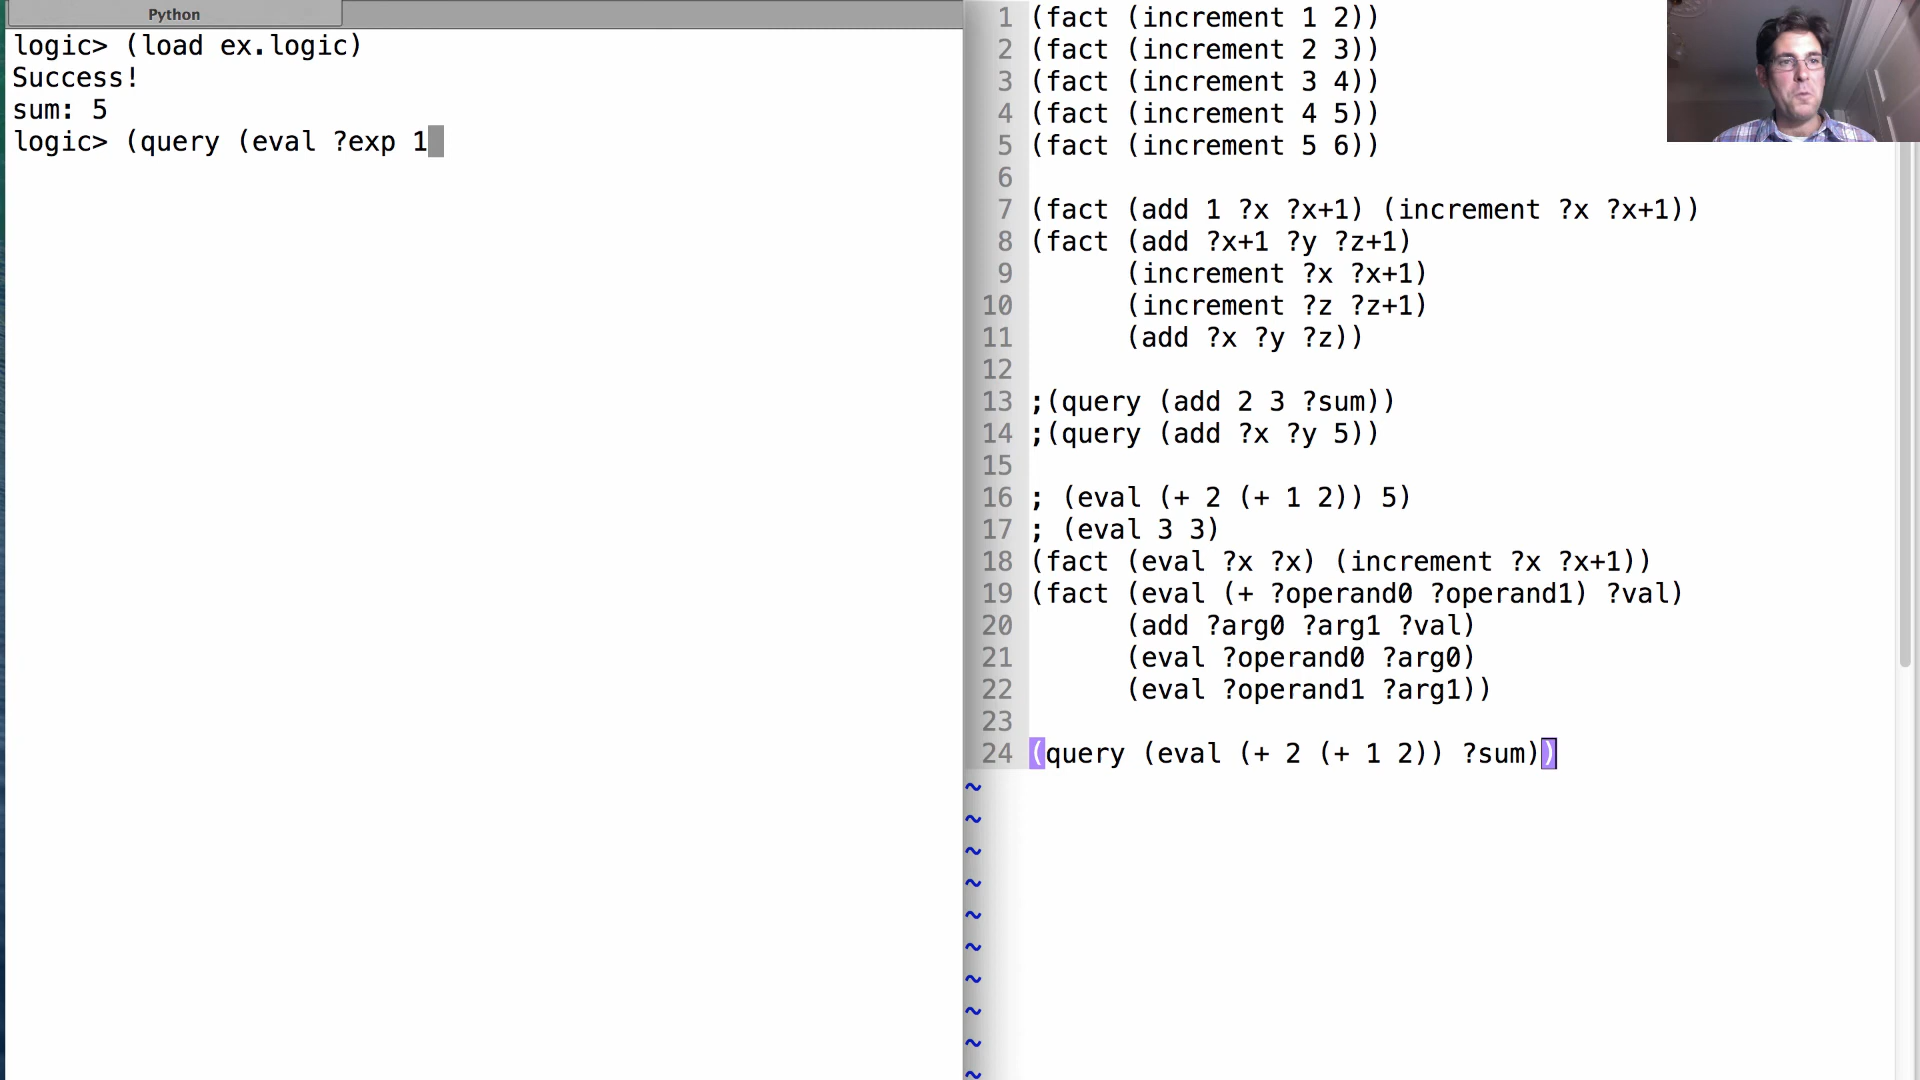 Python
logic> (load ex.logic)
Success!
sum: 5
logic> (query (eval ?exp 1
1 (fact (increment 1 2))
2 (fact (increment 2 3))
3 (fact (increment 3 4))
4 (fact (increment 4 5))
5 (fact (increment 5 6))
6
7 (fact (add 1 ?x ?x+1) (increment ?x ?x+1))
8 (fact (add ?x+1 ?y ?z+1)
9 (increment ?x ?x+1)
10 (increment ?z ?z+1)
11 (add ?x ?y ?z))
12
13 ;(query (add 2 3 ?sum))
14 ;(query (add ?x ?y 5))
15
16 ; (eval (+ 2 (+ 1 2)) 5)
17 ; (eval 3 3)
18 (fact (eval ?x ?x) (increment ?x ?x+1))
19 (fact (eval (+ ?operand0 ?operand1) ?val)
20 (add ?arg0 ?arg1 ?val)
21 (eval ?operand0 ?arg0)
22 (eval ?operand1 ?arg1))
23
24 (query (eval (+ 2 (+ 1 2)) ?sum))
~
~
~
~
~
~
~
~
~
~